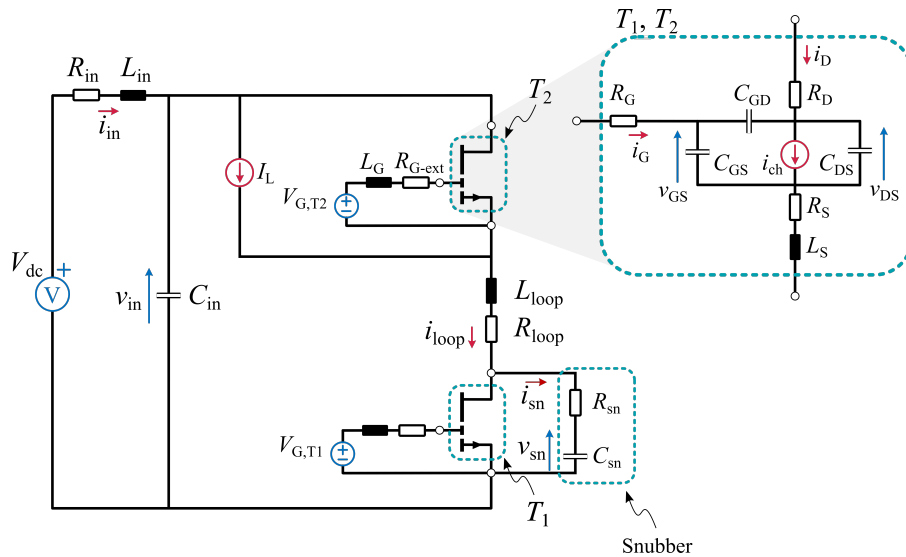 T₁, T₂
i_D
R_G
C_GD
R_D
i_G
C_GS
i_ch
C_DS
v_GS
v_DS
R_S
L_S
R_in
L_in
i_in
T₂
I_L
L_G
R_G-ext
V_G,T2
V_dc
+
V
v_in
C_in
L_loop
i_loop
R_loop
i_sn
R_sn
V_G,T1
v_sn
C_sn
T₁
Snubber